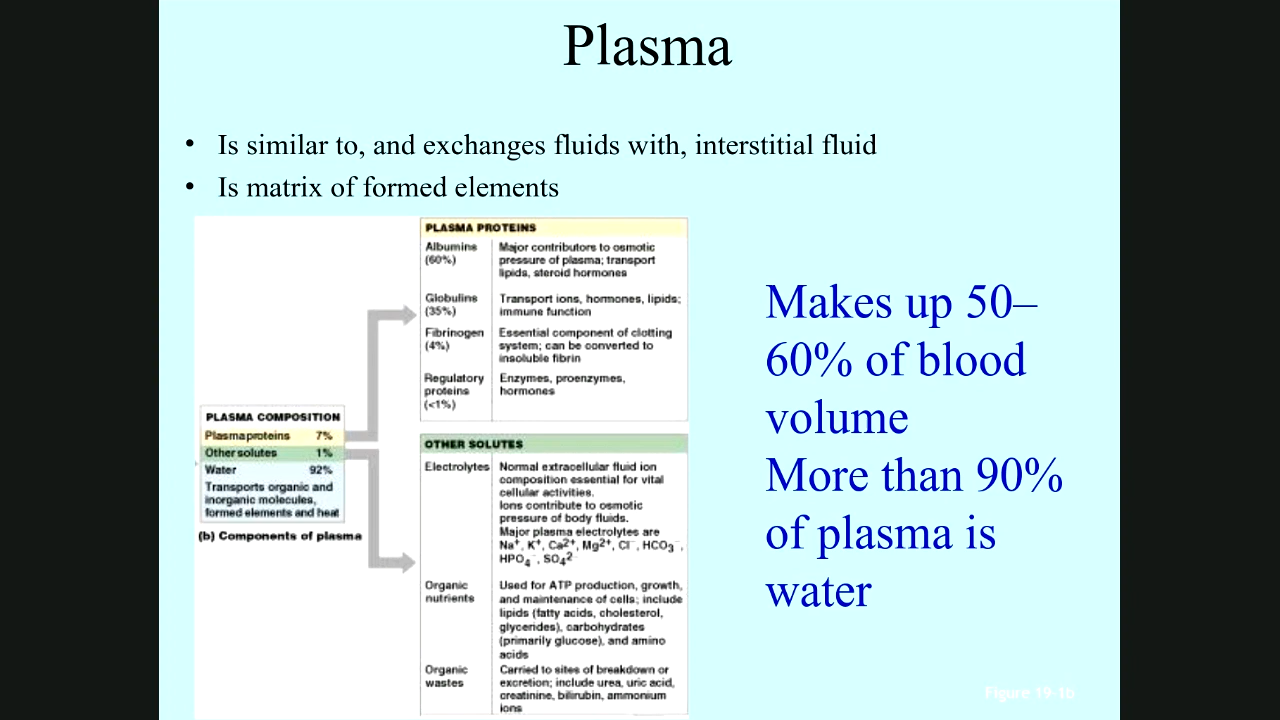 Plasma
• Is similar to, and exchanges fluids with, interstitial fluid
• Is matrix of formed elements
PLASMA COMPOSITION
Plasma proteins 7%
Other solutes 1%
Water 92%
Transports organic and
inorganic molecules,
formed elements and heat
(b) Components of plasma
PLASMA PROTEINS
Albumins
(60%)
Major contributors to osmotic
pressure of plasma; transport
lipids, steroid hormones
Globulins
(35%)
Transport ions, hormones, lipids;
immune function
Fibrinogen
(4%)
Essential component of clotting
system; can be converted to
insoluble fibrin
Regulatory
proteins
(<1%)
Enzymes, proenzymes,
hormones
OTHER SOLUTES
Electrolytes
Normal extracellular fluid ion
composition essential for vital
cellular activities.
Ions contribute to osmotic
pressure of body fluids.
Major plasma electrolytes are
Na⁺, K⁺, Ca²⁺, Mg²⁺, Cl⁻, HCO₃⁻,
HPO₄⁻, SO₄²⁻
Organic
nutrients
Used for ATP production, growth,
and maintenance of cells; include
lipids (fatty acids, cholesterol,
glycerides), carbohydrates
(primarily glucose), and amino
acids
Organic
wastes
Carried to sites of breakdown or
excretion; include urea, uric acid,
creatinine, bilirubin, ammonium
ions
Makes up 50–
60% of blood
volume
More than 90%
of plasma is
water
Figure 19-1b